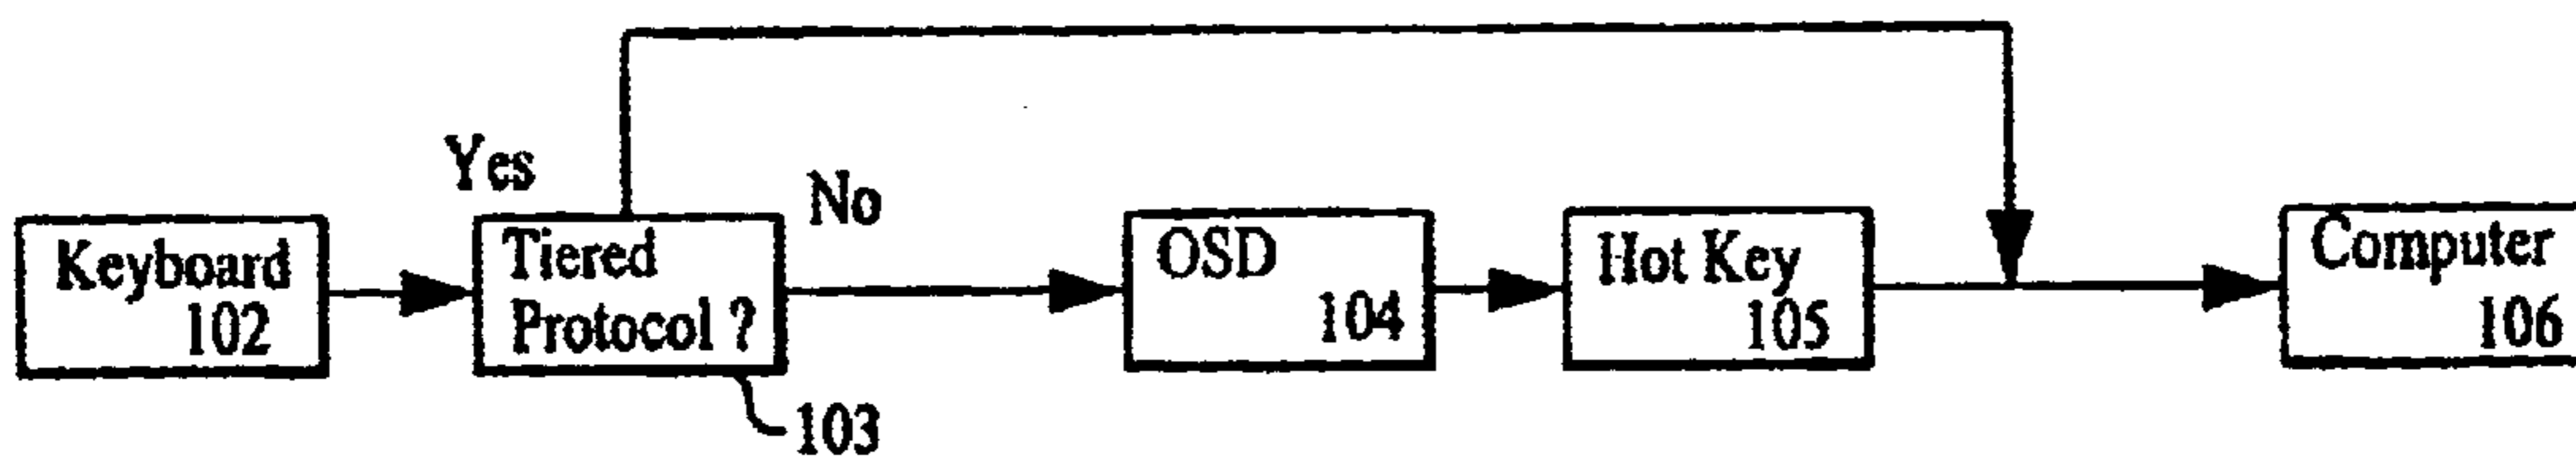 Yes
No
Keyboard
102
Tiered
Protocol ?
103
OSD
104
Hot Key
105
Computer
106